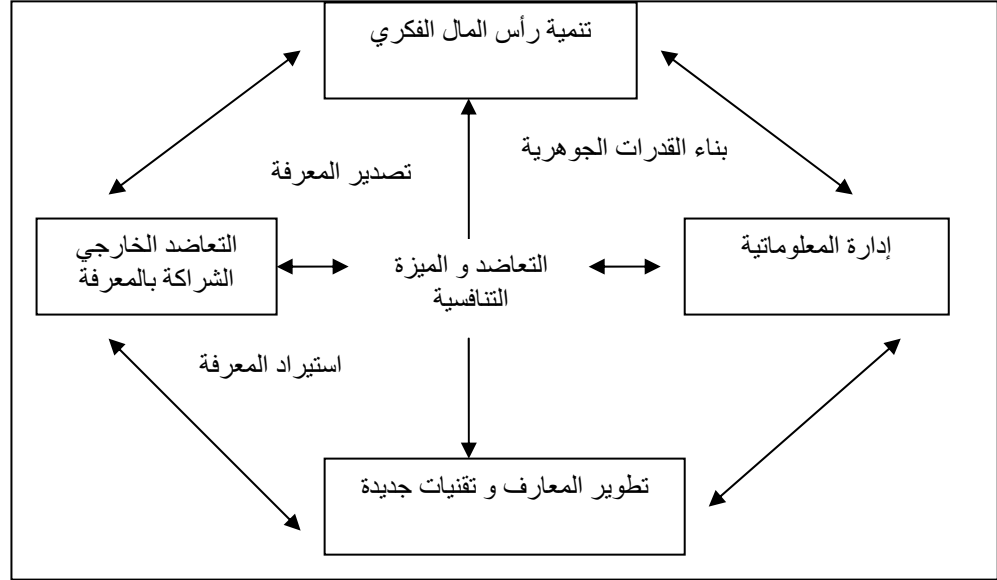 تنمية رأس المال الفكري
بناء القدرات الجوهرية
تصدير المعرفة
إدارة المعلوماتية
التعاضد و الميزة
التنافسية
التعاضد الخارجي
الشراكة بالمعرفة
استيراد المعرفة
تطوير المعارف و تقنيات جديدة